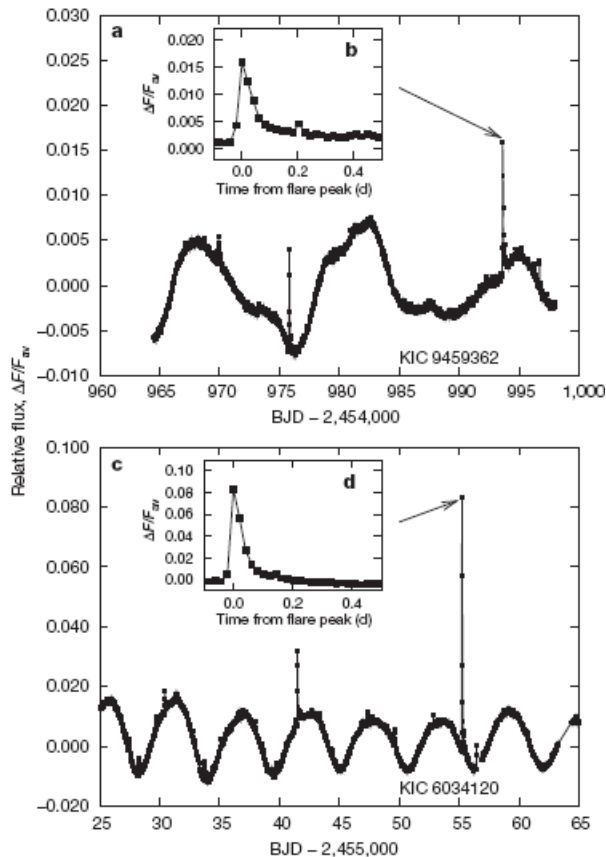 Relative flux, ΔF/Fav
a
0.030
0.025
0.020
0.015
0.010
0.005
0.000
−0.005
−0.010
960 965 970 975 980 985 990 995 1,000
BJD − 2,454,000
KIC 9459362
b
ΔF/Fav
0.020
0.015
0.010
0.005
0.000
0.0 0.2 0.4
Time from flare peak (d)
c
0.100
0.080
0.060
0.040
0.020
0.000
−0.020
25 30 35 40 45 50 55 60 65
BJD − 2,455,000
KIC 6034120
d
ΔF/Fav
0.10
0.08
0.06
0.04
0.02
0.00
0.0 0.2 0.4
Time from flare peak (d)